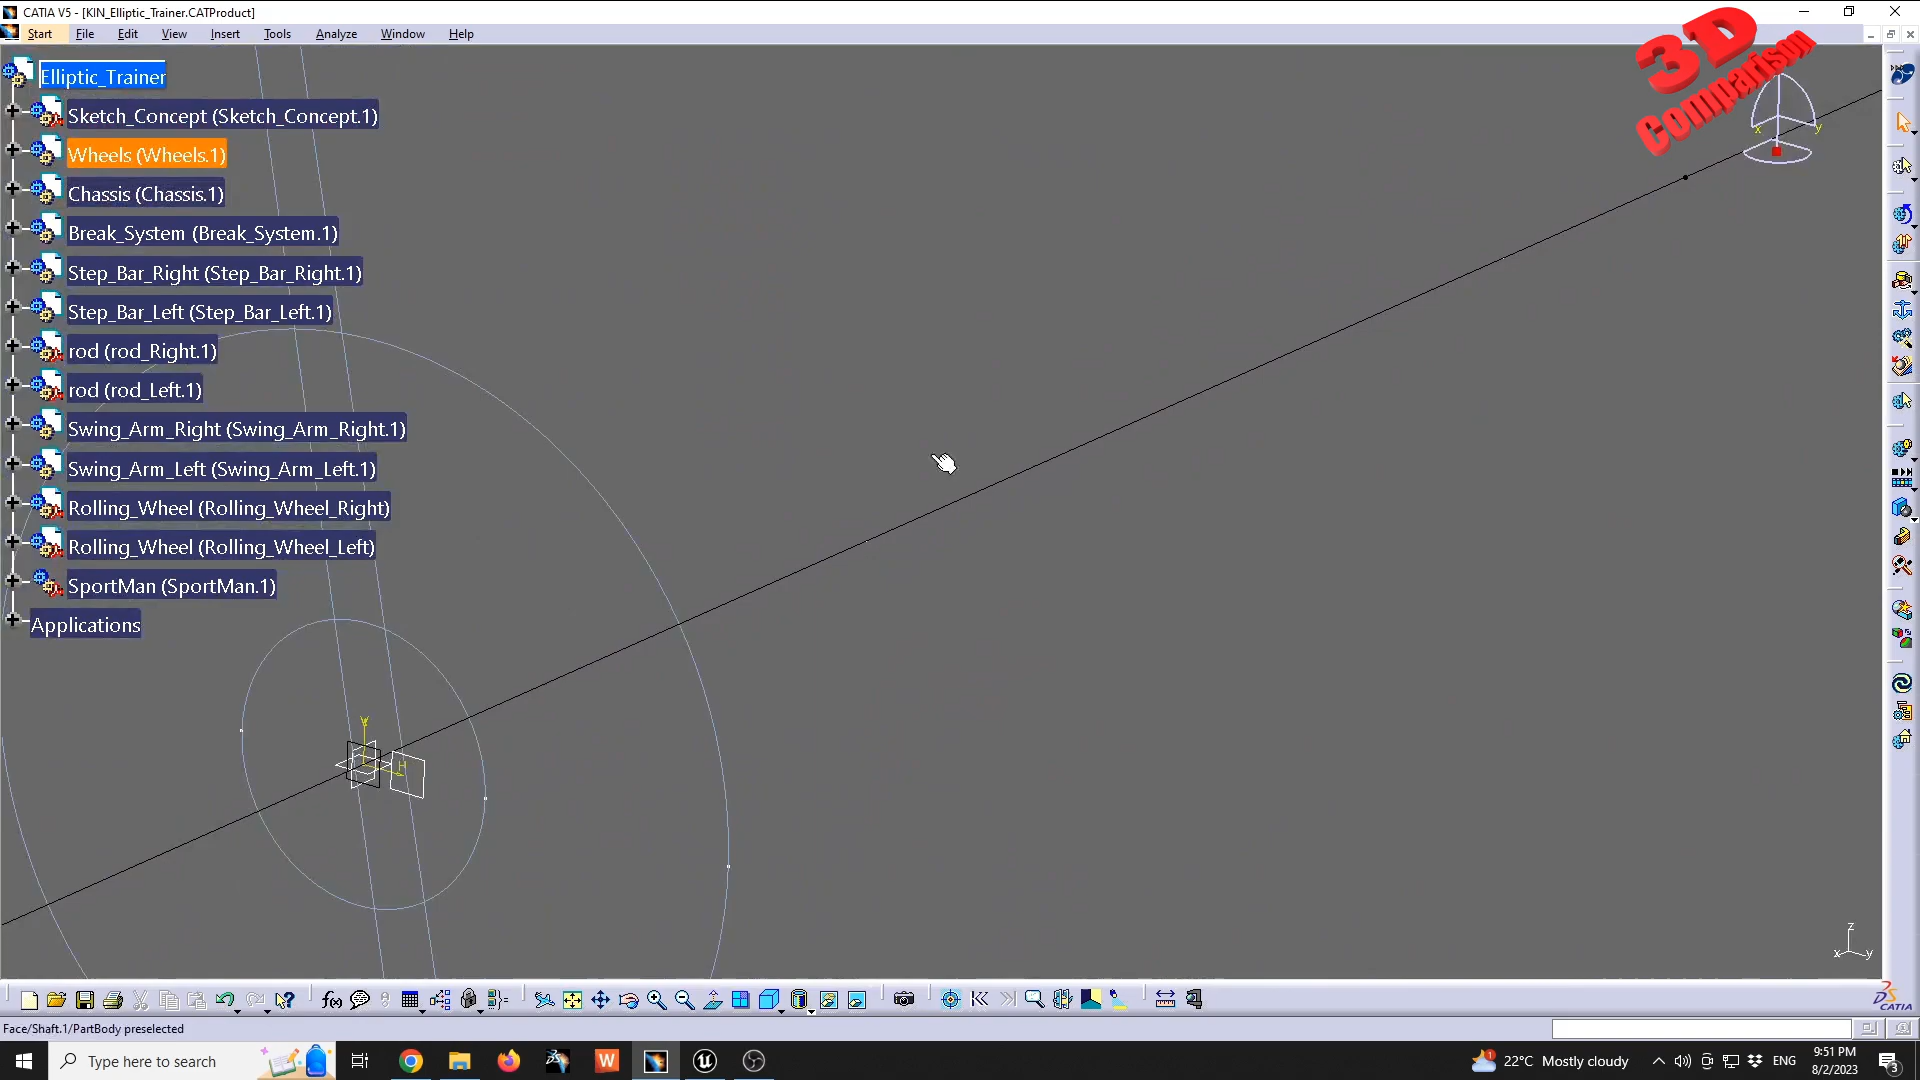 CATIA V5 - [KIN_Elliptic_Trainer.CATProduct]
Start File Edit View Insert Tools Analyze Window Help
3D
Comparison
Elliptic_Trainer
Sketch_Concept (Sketch_Concept.1)
Wheels (Wheels.1)
Chassis (Chassis.1)
Break_System (Break_System.1)
Step_Bar_Right (Step_Bar_Right.1)
Step_Bar_Left (Step_Bar_Left.1)
rod (rod_Right.1)
rod (rod_Left.1)
Swing_Arm_Right (Swing_Arm_Right.1)
Swing_Arm_Left (Swing_Arm_Left.1)
Rolling_Wheel (Rolling_Wheel_Right)
Rolling_Wheel (Rolling_Wheel_Left)
SportMan (SportMan.1)
Applications
x y
V
H
z
x y
f(x)
CATIA
Face/Shaft.1/PartBody preselected
Type here to search
22°C Mostly cloudy
ENG
9:51 PM
8/2/2023
3